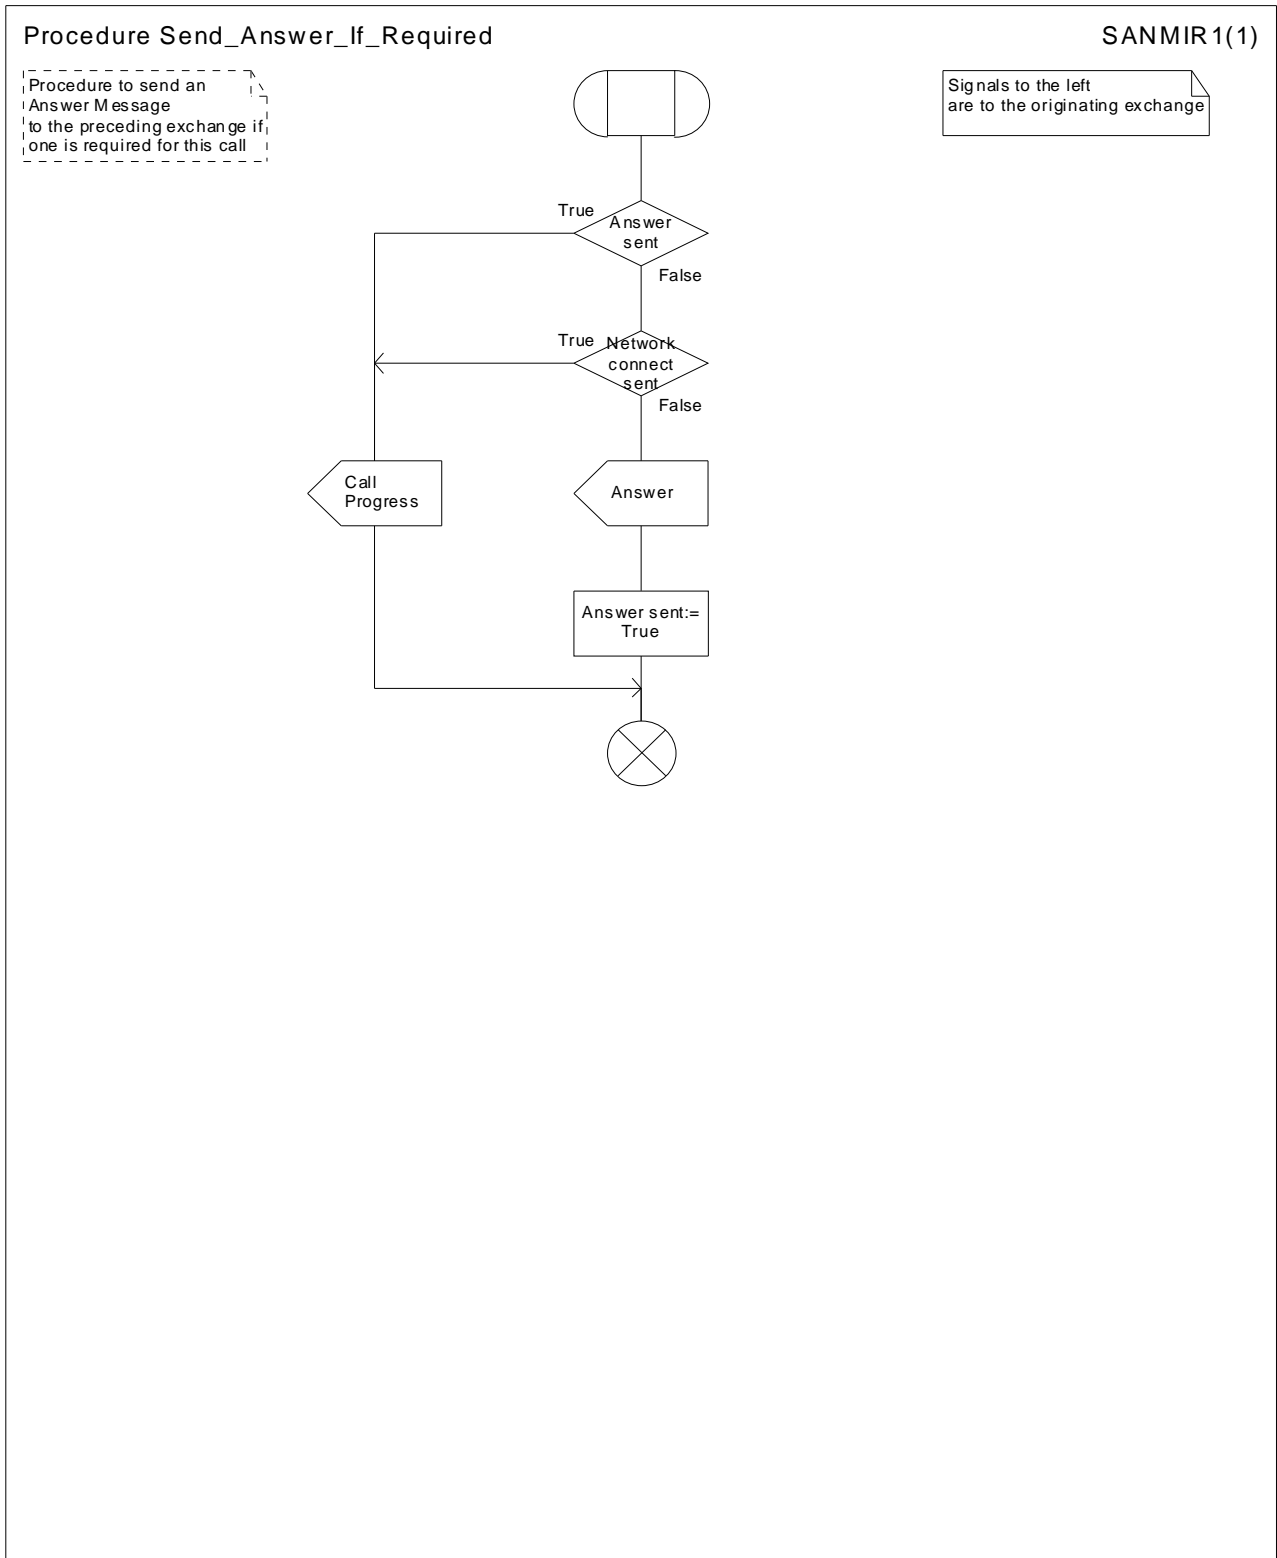 Procedure Send_Answer_If_Required
SANMIR1(1)
Procedure to send an
Answer Message
to the preceding exchange if
one is required for this call
Signals to the left
are to the originating exchange
True
Answer
sent
False
True
Network
connect
sent
False
Call
Progress
Answer
Answer sent:=
True